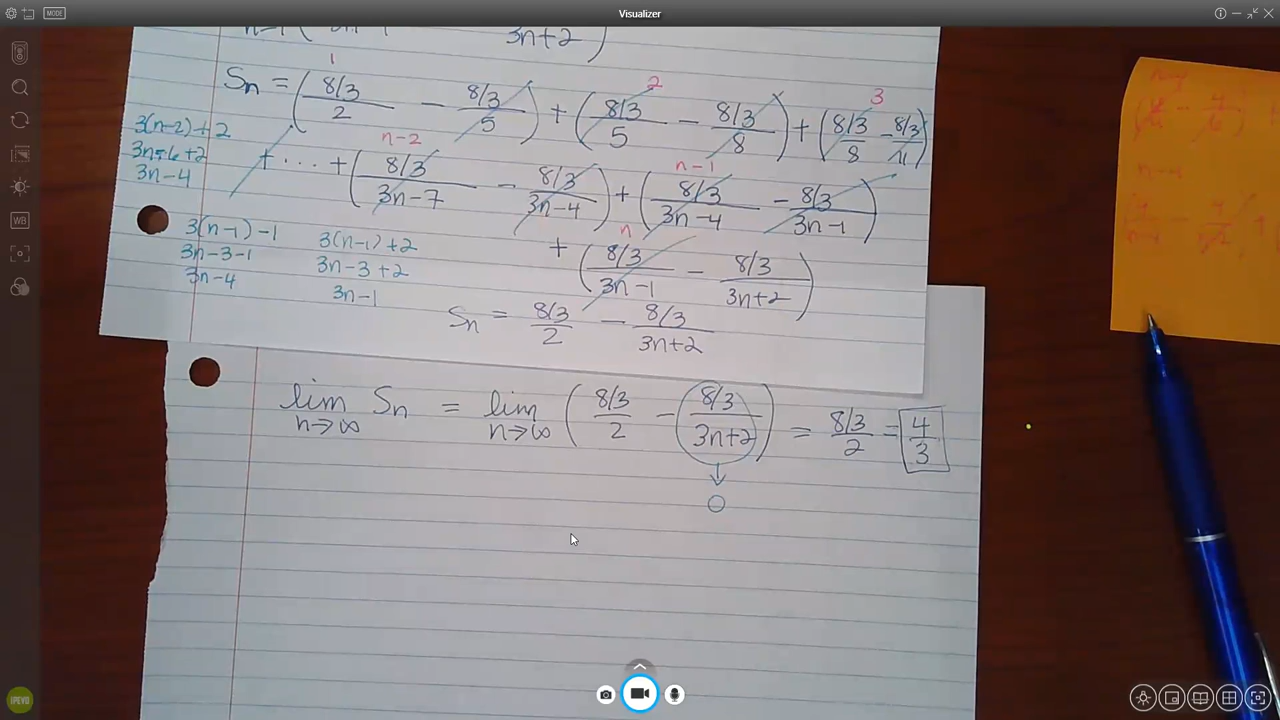 MODE
Visualizer
3n+2 )
Sn = ( 8/3 / 2 − 8/3 / 5 ) + ( 8/3 / 5 − 8/3 / 8 ) + ( 8/3 / 8 − 8/3 / 11 )
1 2 3
+ ··· + ( 8/3 / 3n−7 − 8/3 / 3n−4 ) + ( 8/3 / 3n−4 − 8/3 / 3n−1 )
n−2 n−1
+ ( 8/3 / 3n−1 − 8/3 / 3n+2 )
n
Sn = 8/3 / 2 − 8/3 / 3n+2
3(n−2)+2
3n−6+2
3n−4
3(n−1)−1
3n−3−1
3n−4
3(n−1)+2
3n−3+2
3n−1
lim n→∞ Sn = lim n→∞ ( 8/3 / 2 − 8/3 / 3n+2 ) = 8/3 / 2 = 4/3
↓
0
WB
IPEVO